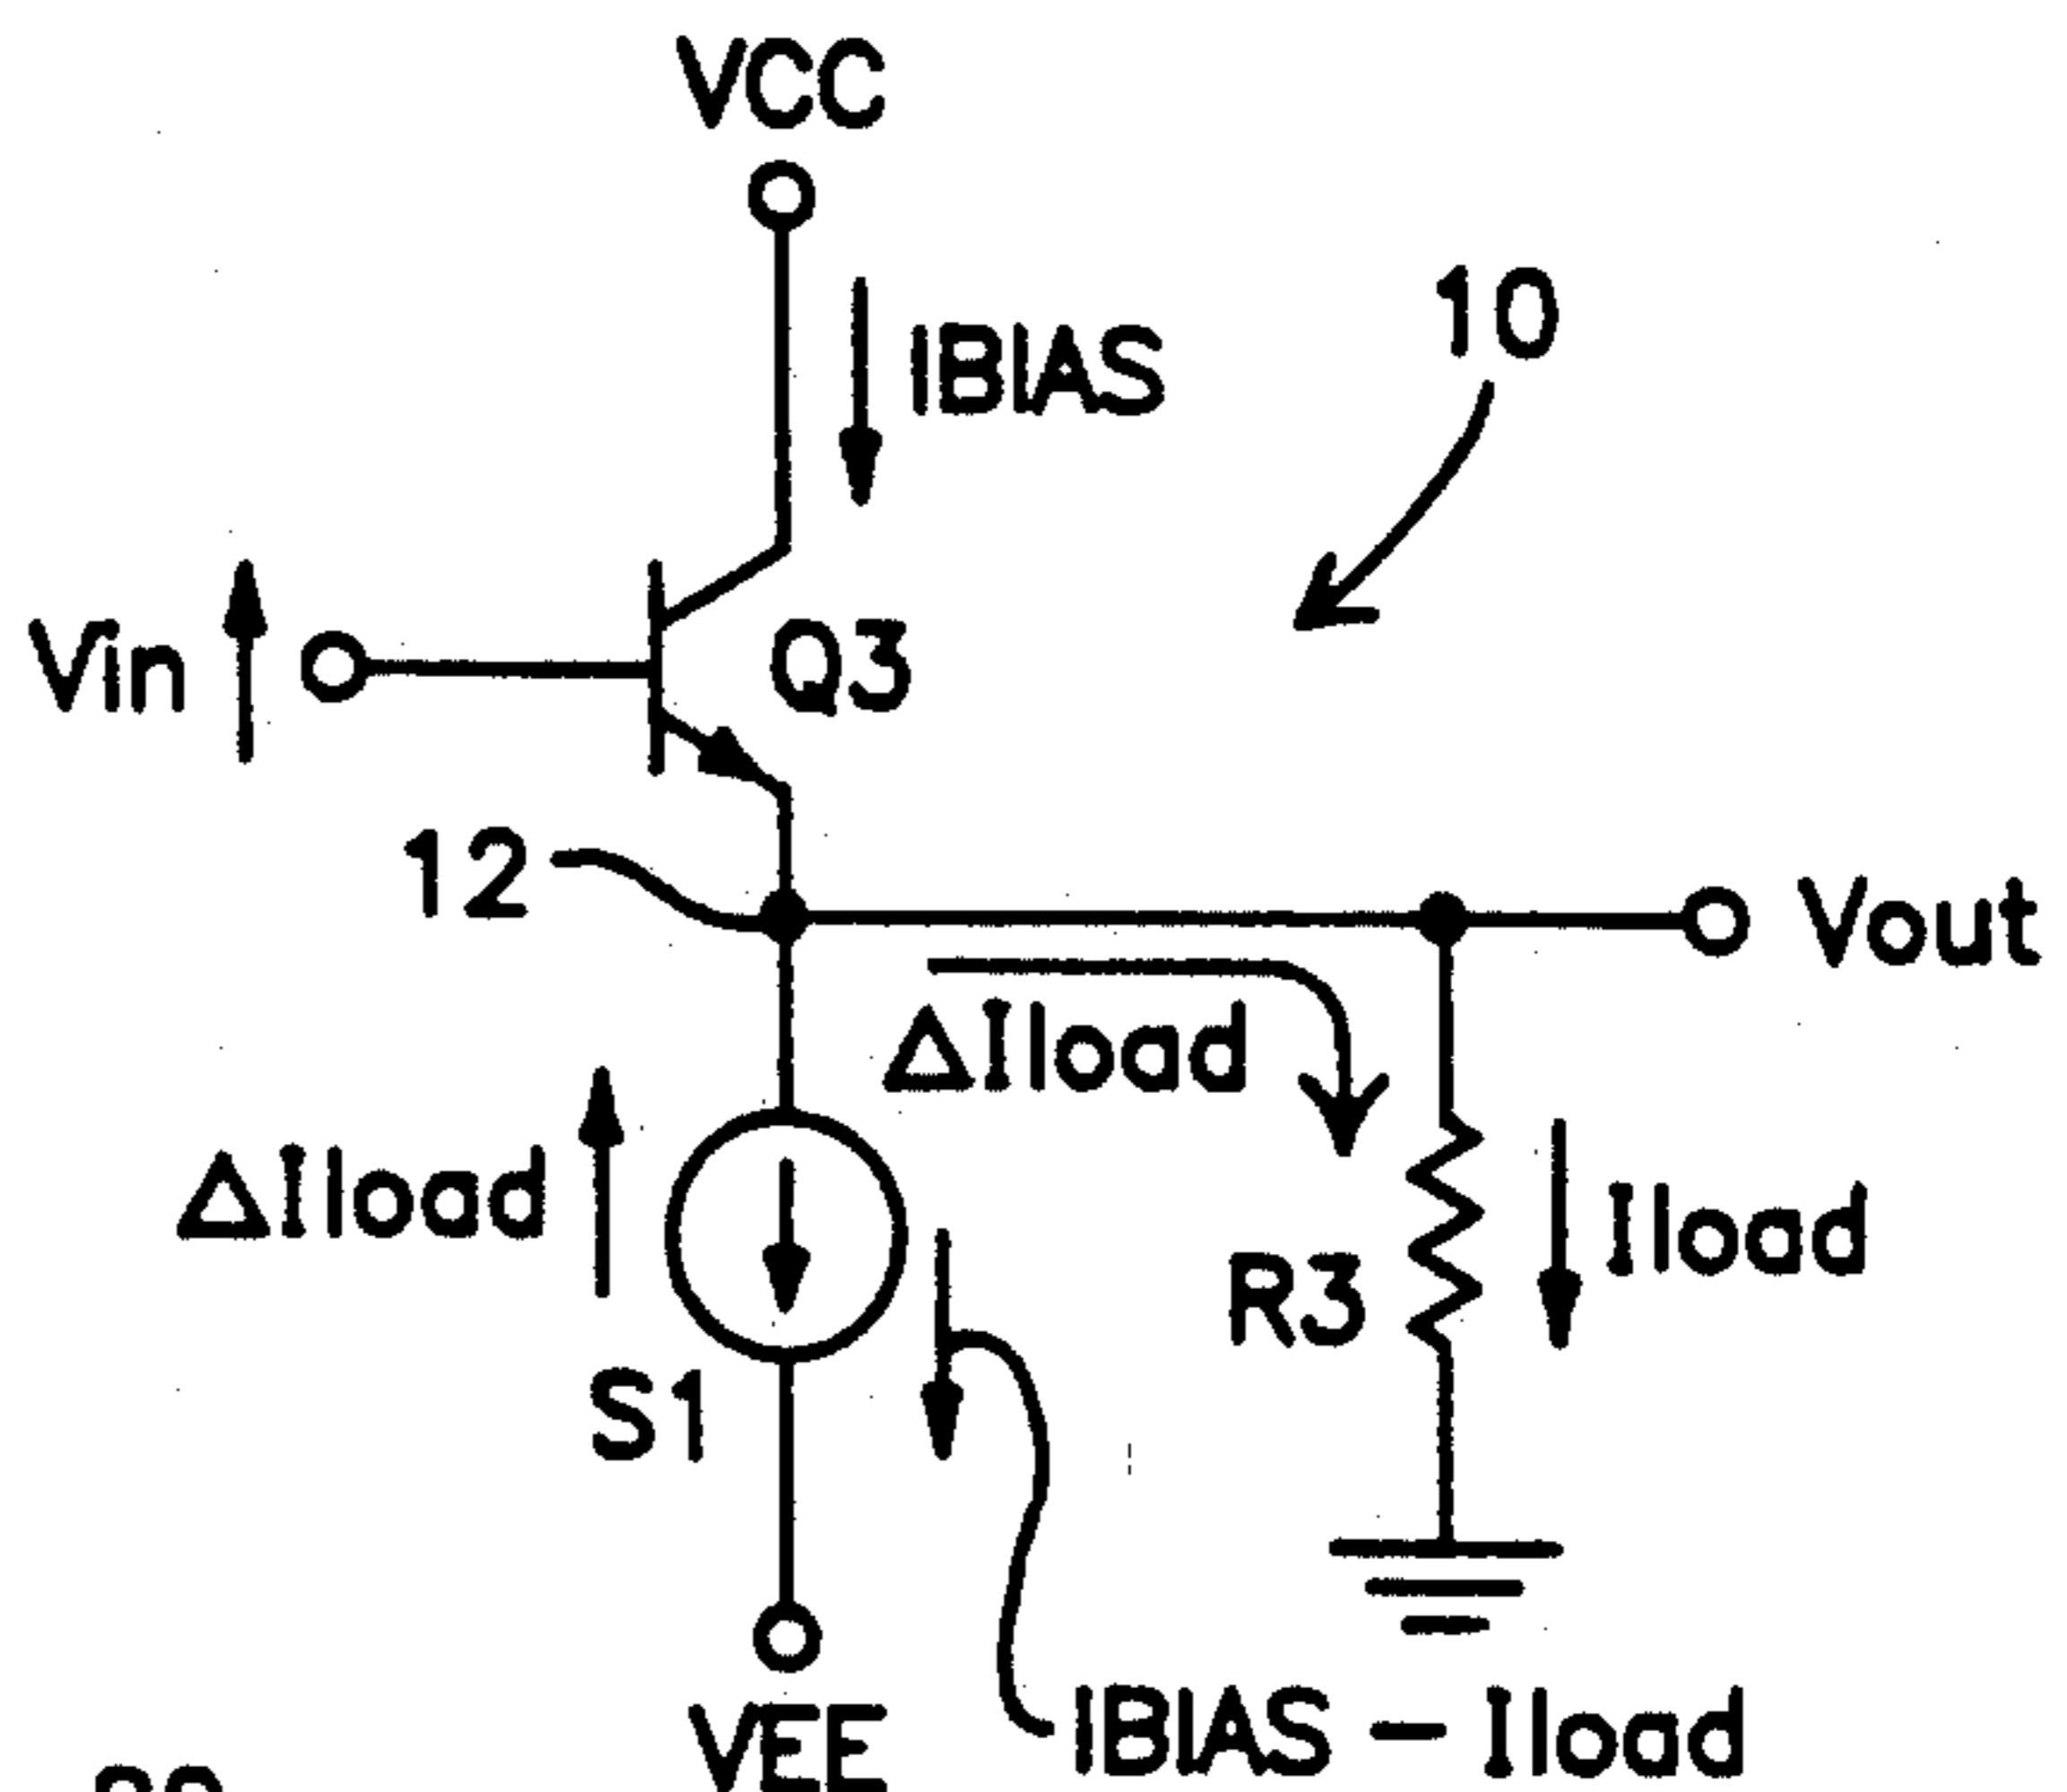 VCC
IBIAS
10
Vin
Q3
12
Vout
ΔIload
ΔIload
Iload
R3
S1
IBIAS - Iload
VEE